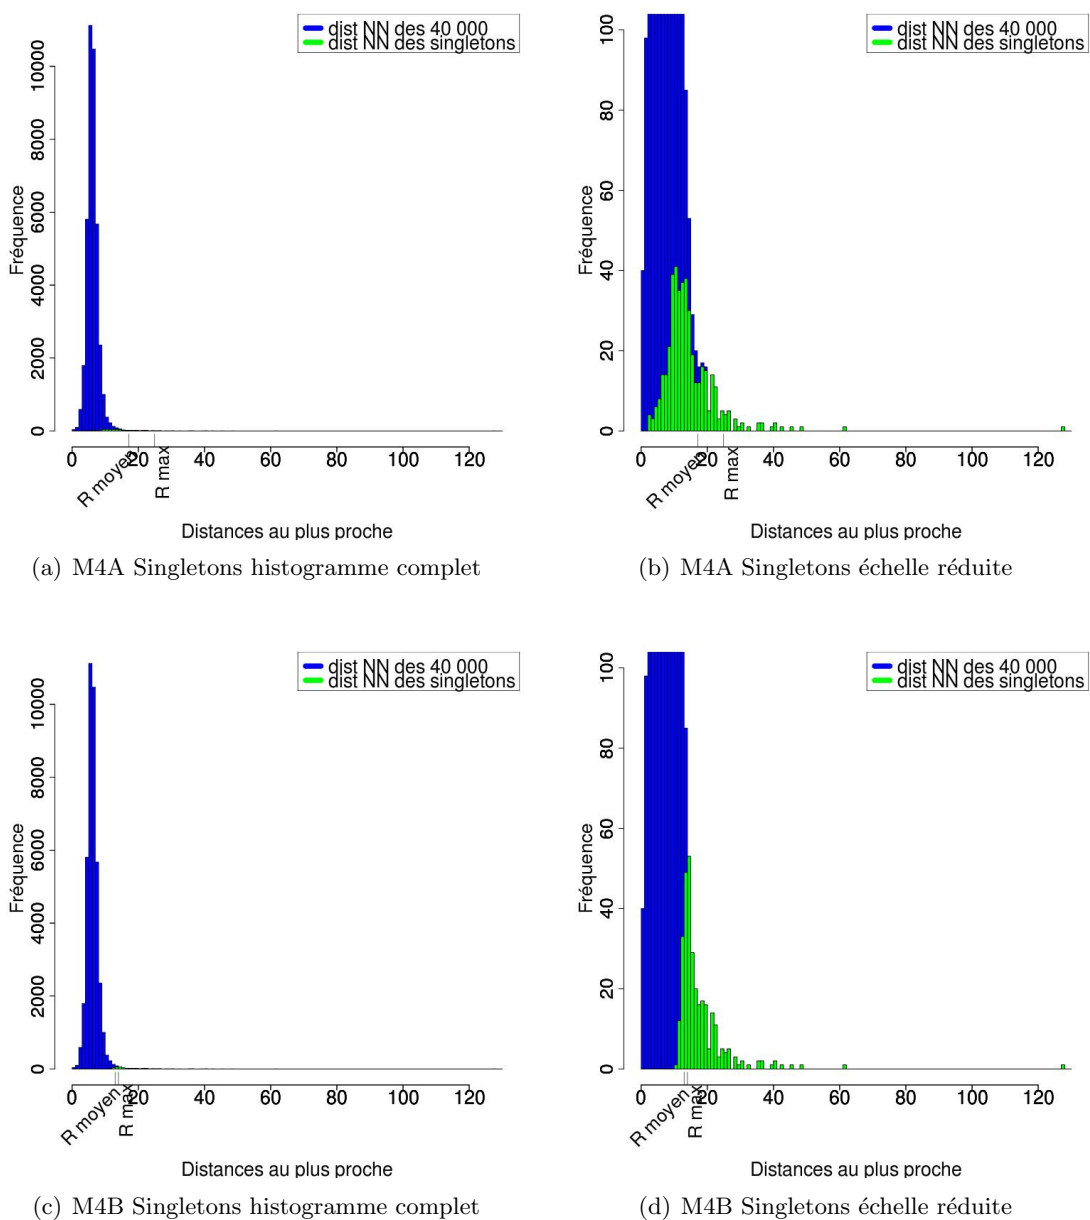 dist NN des 40 000
dist NN des singletons
Fréquence
0 2000 4000 6000 8000 10000
0 20 40 60 80 100 120
R moyen
R max
Distances au plus proche
(a) M4A Singletons histogramme complet
dist NN des 40 000
dist NN des singletons
Fréquence
0 20 40 60 80 100
0 20 40 60 80 100 120
R moyen
R max
Distances au plus proche
(b) M4A Singletons échelle réduite
dist NN des 40 000
dist NN des singletons
Fréquence
0 2000 4000 6000 8000 10000
0 20 40 60 80 100 120
R moyen
R max
Distances au plus proche
(c) M4B Singletons histogramme complet
dist NN des 40 000
dist NN des singletons
Fréquence
0 20 40 60 80 100
0 20 40 60 80 100 120
R moyen
R max
Distances au plus proche
(d) M4B Singletons échelle réduite